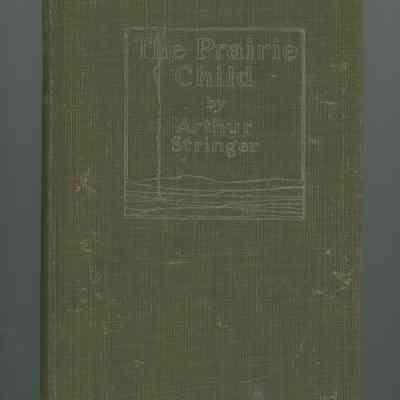 The Prairie
Child
by
Arthur
Stringer